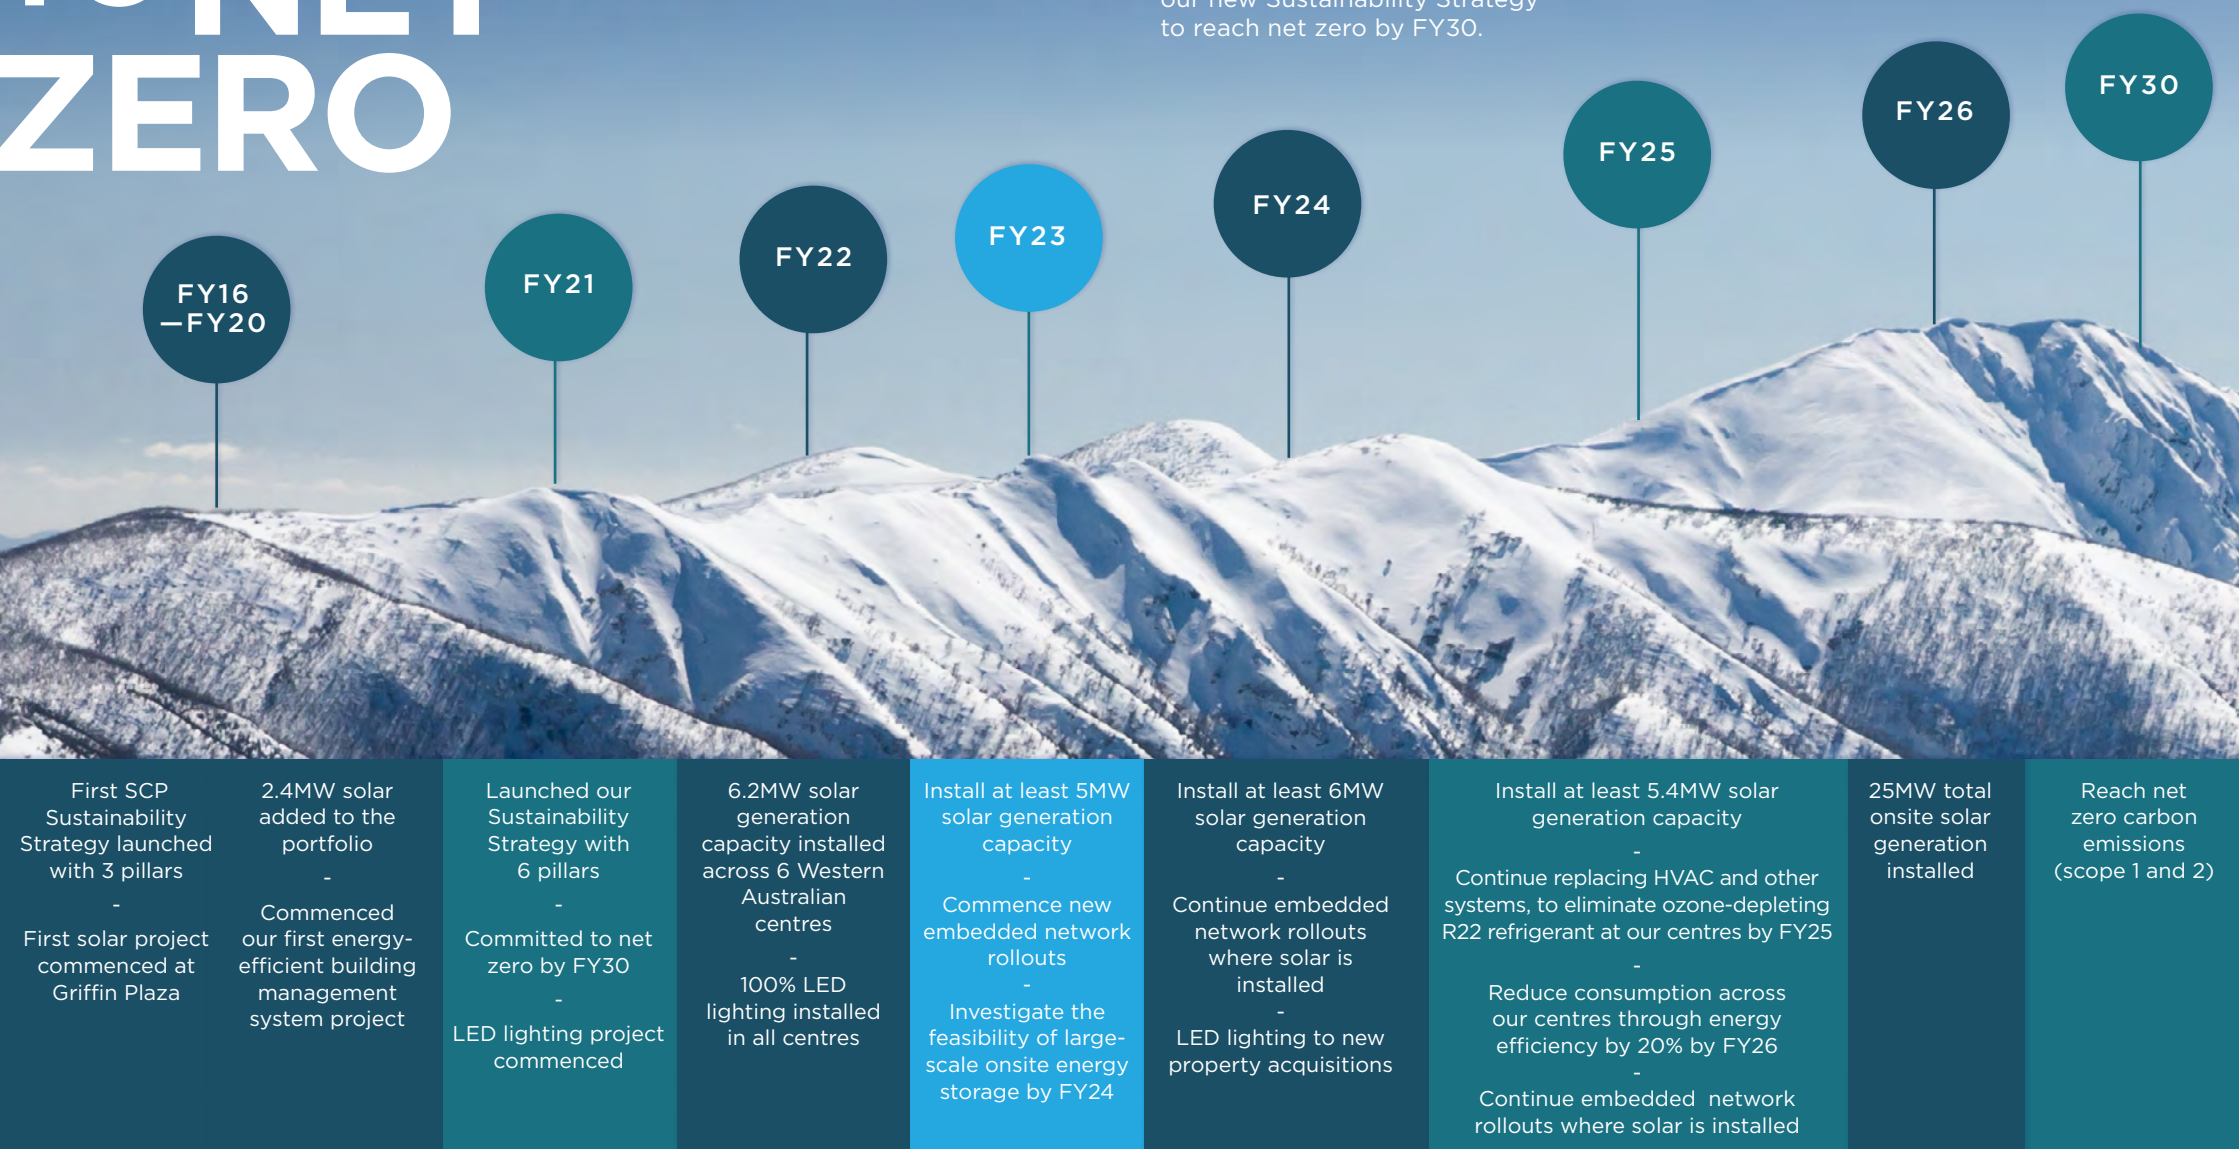 NET
ZERO
our new Sustainability Strategy
to reach net zero by FY30.
FY16
—FY20
FY21
FY22
FY23
FY24
FY25
FY26
FY30
First SCP
Sustainability
Strategy launched
with 3 pillars
-
First solar project
commenced at
Griffin Plaza
2.4MW solar
added to the
portfolio
-
Commenced
our first energy-
efficient building
management
system project
Launched our
Sustainability
Strategy with
6 pillars
-
Committed to net
zero by FY30
-
LED lighting project
commenced
6.2MW solar
generation
capacity installed
across 6 Western
Australian
centres
-
100% LED
lighting installed
in all centres
Install at least 5MW
solar generation
capacity
-
Commence new
embedded network
rollouts
-
Investigate the
feasibility of large-
scale onsite energy
storage by FY24
Install at least 6MW
solar generation
capacity
-
Continue embedded
network rollouts
where solar is
installed
-
LED lighting to new
property acquisitions
Install at least 5.4MW solar
generation capacity
-
Continue replacing HVAC and other
systems, to eliminate ozone-depleting
R22 refrigerant at our centres by FY25
-
Reduce consumption across
our centres through energy
efficiency by 20% by FY26
-
Continue embedded network
rollouts where solar is installed
25MW total
onsite solar
generation
installed
Reach net
zero carbon
emissions
(scope 1 and 2)